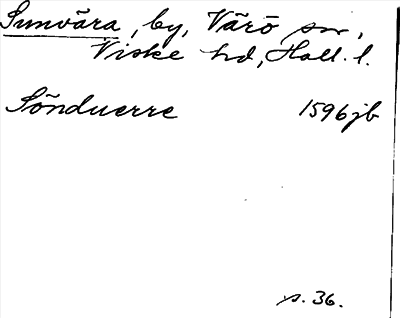 Sunvära, by, Värö sn,
Viske hd, Hall. l.
Sönduerre 1596 jb
s. 36.